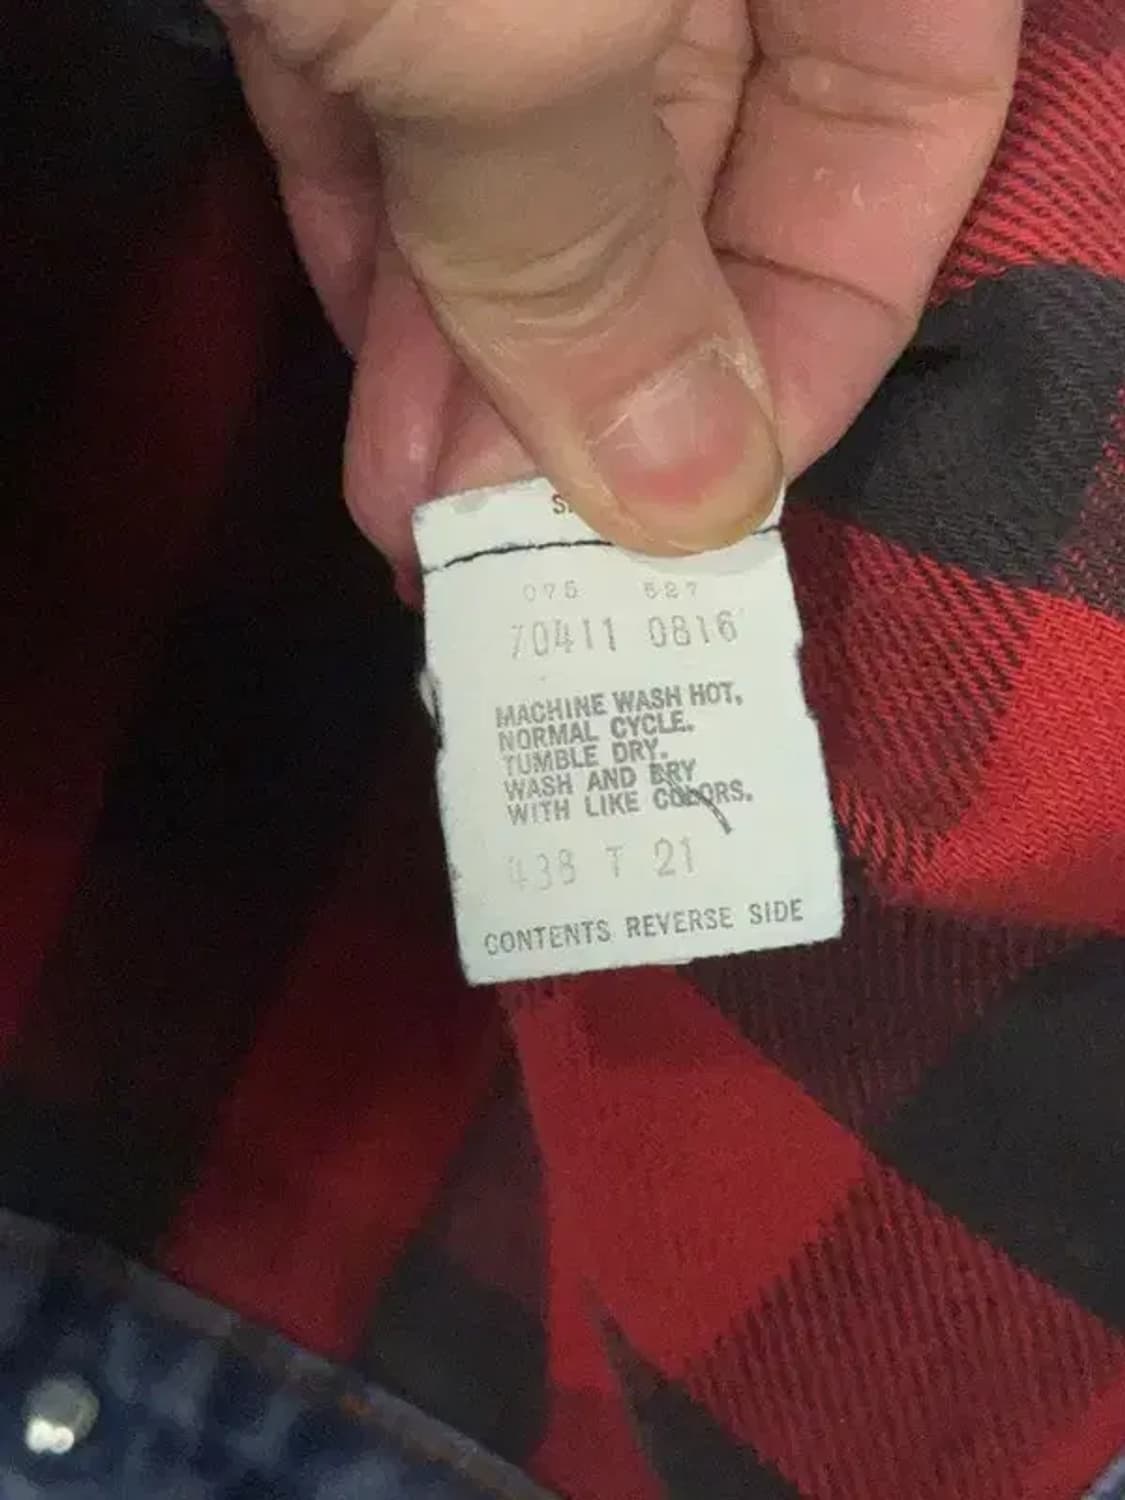 075 527
70411 0816
MACHINE WASH HOT,
NORMAL CYCLE.
TUMBLE DRY.
WASH AND DRY
WITH LIKE COLORS.
438 T 21
CONTENTS REVERSE SIDE